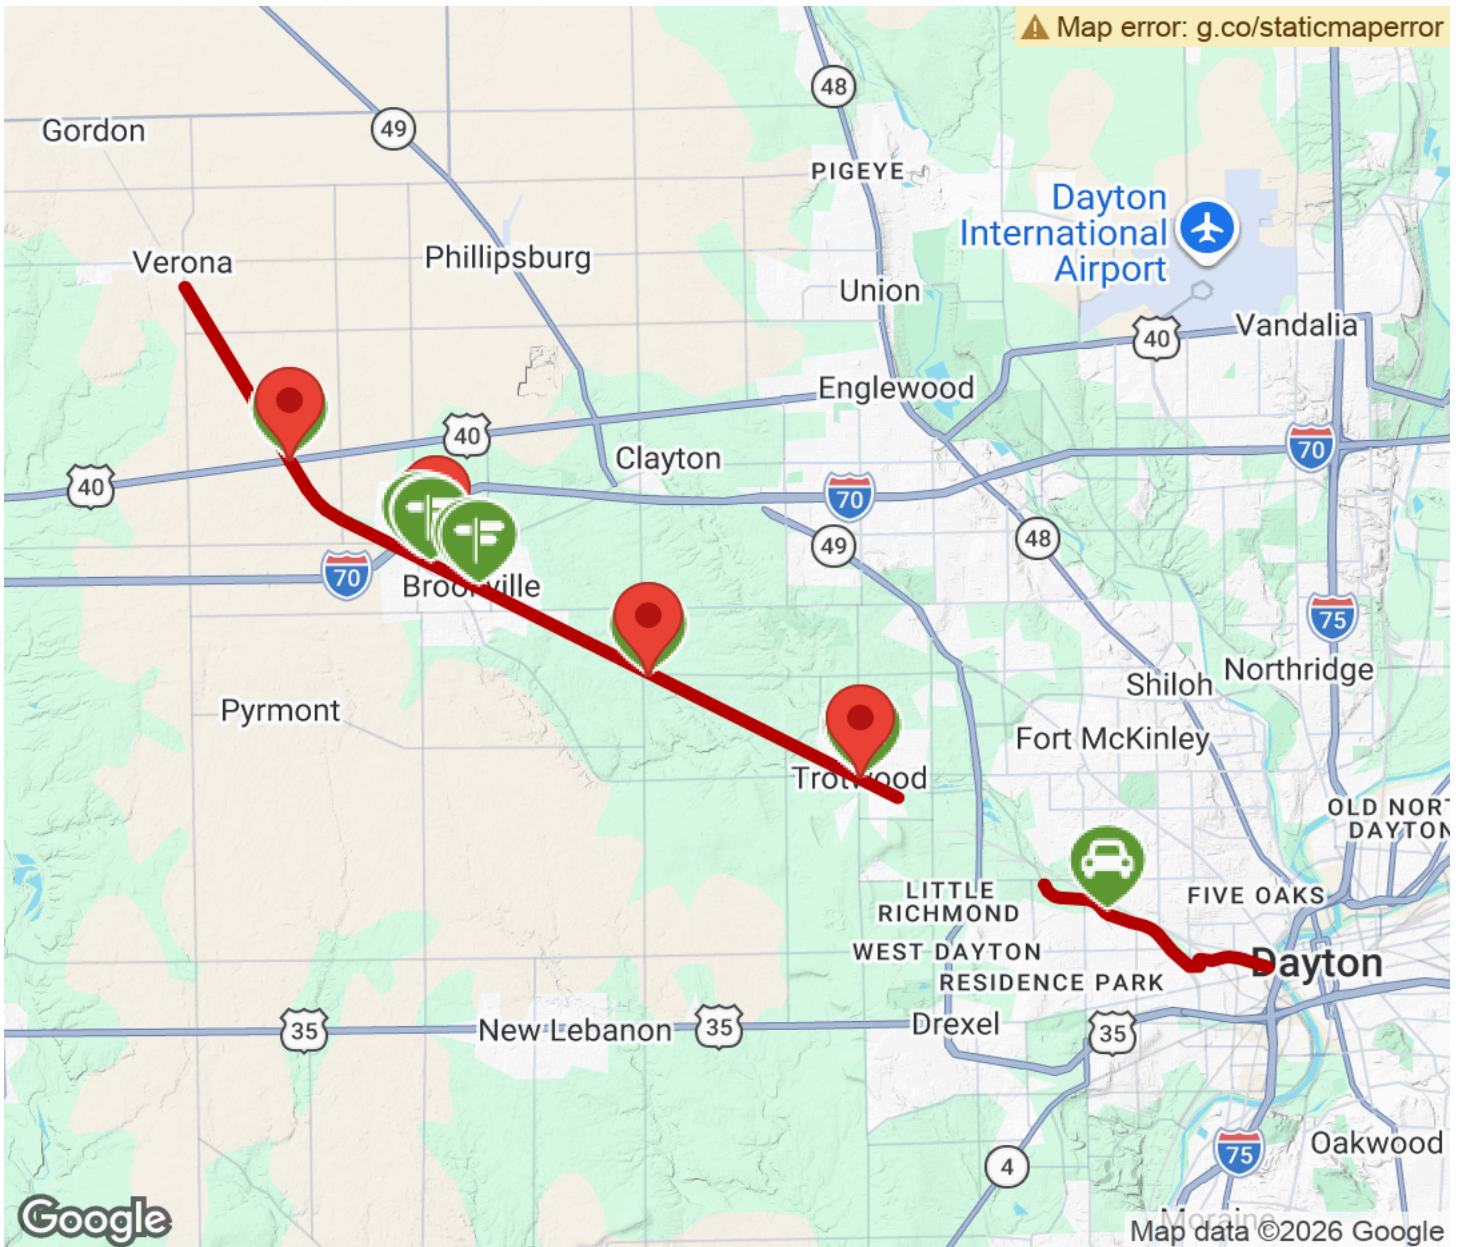 Map error: g.co/staticmaperror
48
49
Gordon
PIGEYE
Dayton
International
Airport
Verona
Phillipsburg
Union
40
Vandalia
Englewood
40
70
Clayton
40
70
49
48
70
Brookville
75
Northridge
Shiloh
Pyrmont
Fort McKinley
Trotwood
OLD NORT
DAYTON
LITTLE
RICHMOND
FIVE OAKS
WEST DAYTON
Dayton
RESIDENCE PARK
35
New Lebanon
35
Drexel
35
75
Oakwood
4
Google
Moraine
Map data ©2026 Google